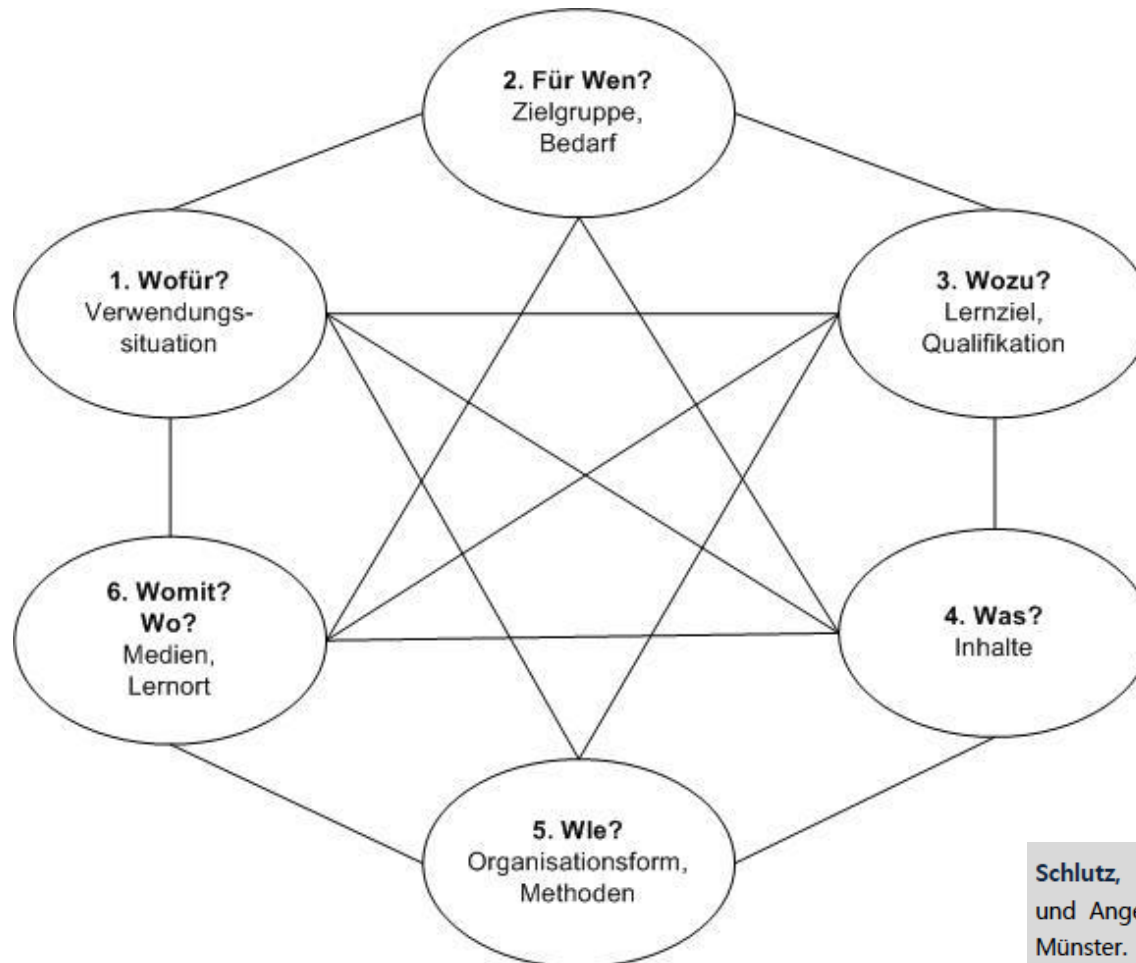 2. Für Wen?
Zielgruppe,
Bedarf
1. Wofür?
Verwendungs-
situation
3. Wozu?
Lernziel,
Qualifikation
6. Womit?
Wo?
Medien,
Lernort
4. Was?
Inhalte
5. WIe?
Organisationsform,
Methoden
Schlutz,
und Ange
Münster.